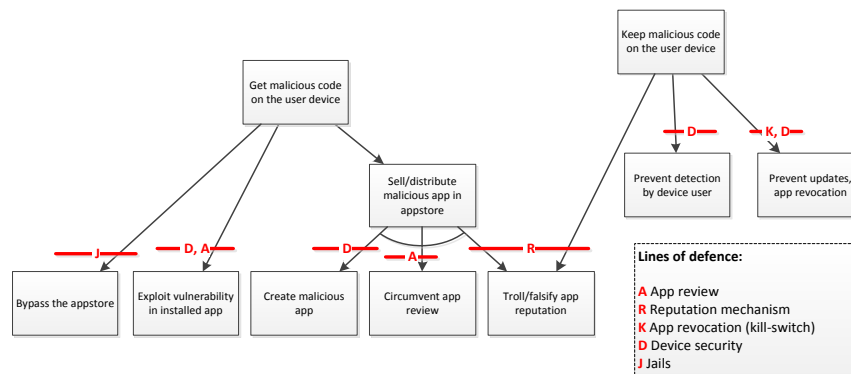 Keep malicious code
on the user device
Get malicious code
on the user device
D
K, D
Sell/distribute
malicious app in
appstore
Prevent detection
by device user
Prevent updates,
app revocation
J
D, A
D
A
R
Bypass the appstore
Exploit vulnerability
in installed app
Create malicious
app
Circumvent app
review
Troll/falsify app
reputation
Lines of defence:
A App review
R Reputation mechanism
K App revocation (kill-switch)
D Device security
J Jails